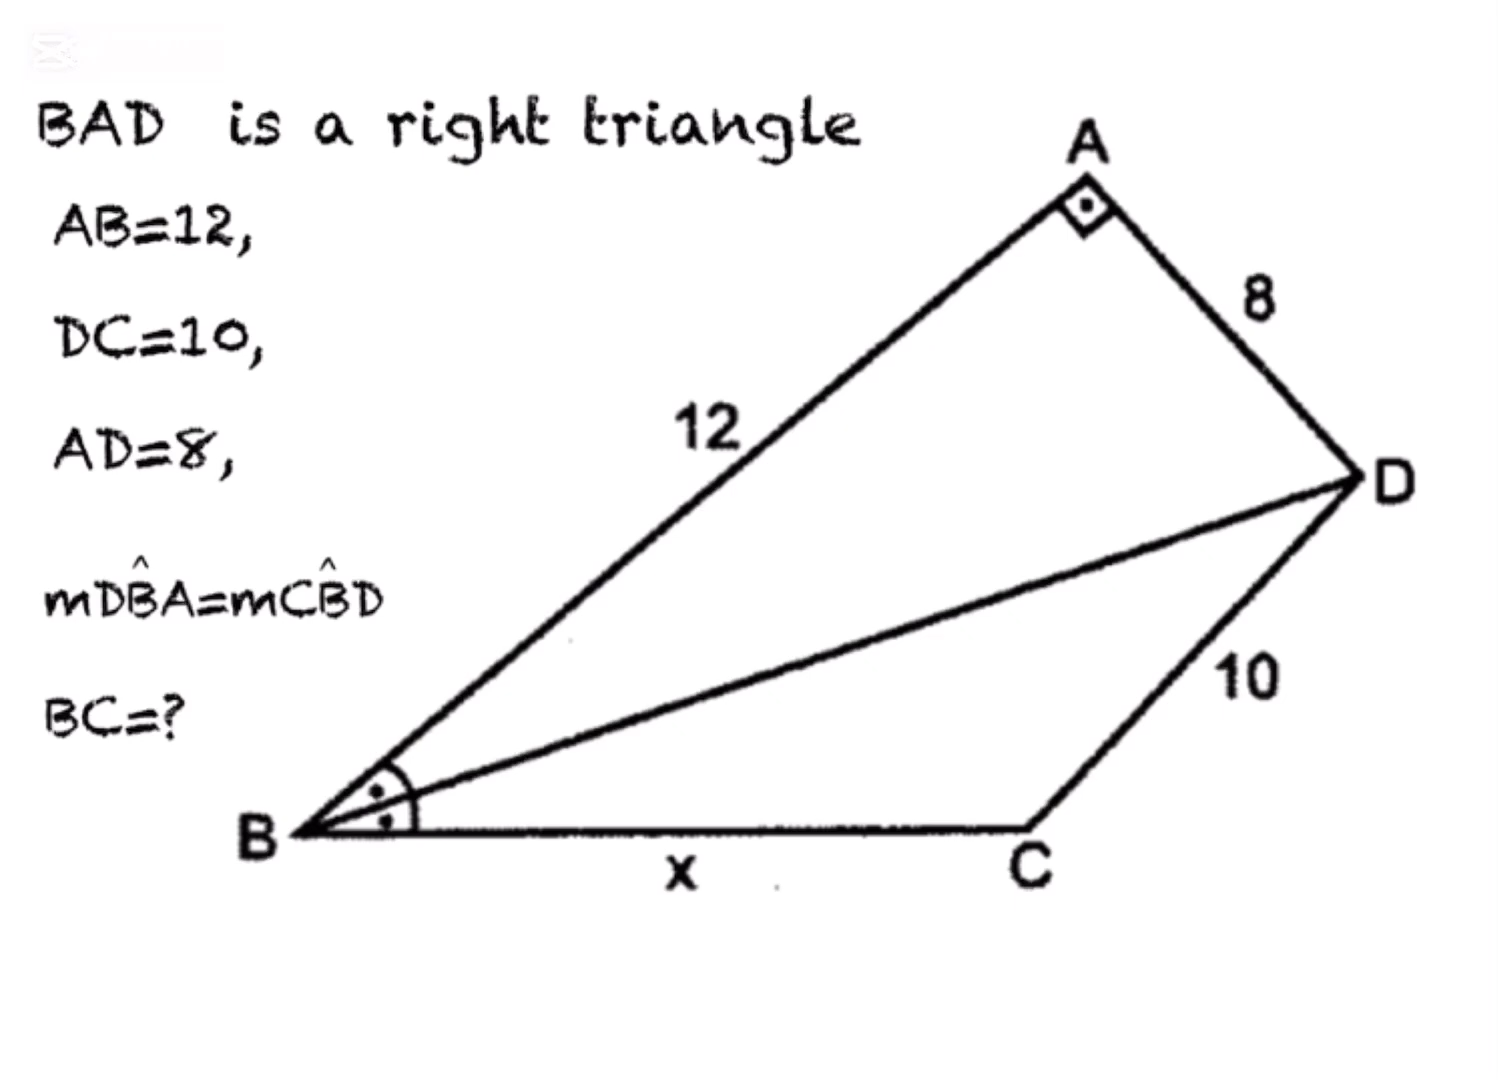 BAD is a right triangle
AB=12,
DC=10,
AD=8,
mDB̂A=mCB̂D
BC=?
A
8
12
D
10
B
x
C